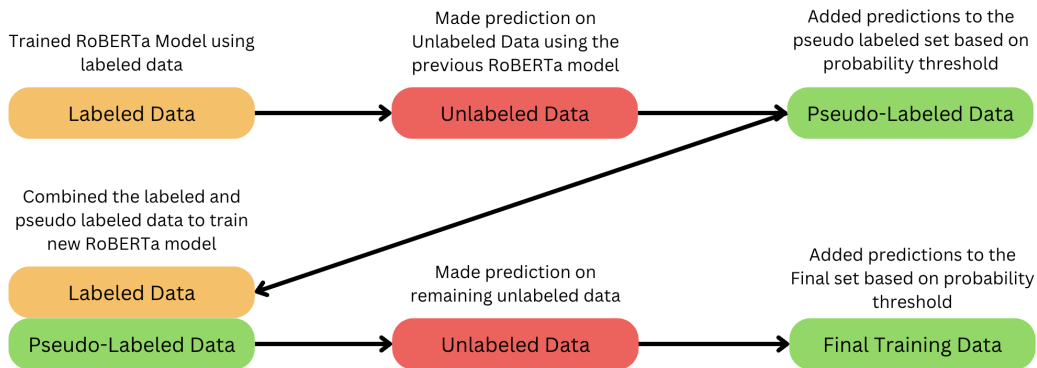 Trained RoBERTa Model using
labeled data
Labeled Data
Made prediction on
Unlabeled Data using the
previous RoBERTa model
Unlabeled Data
Added predictions to the
pseudo labeled set based on
probability threshold
Pseudo-Labeled Data
Combined the labeled and
pseudo labeled data to train
new RoBERTa model
Labeled Data
Pseudo-Labeled Data
Made prediction on
remaining unlabeled data
Unlabeled Data
Added predictions to the
Final set based on probability
threshold
Final Training Data